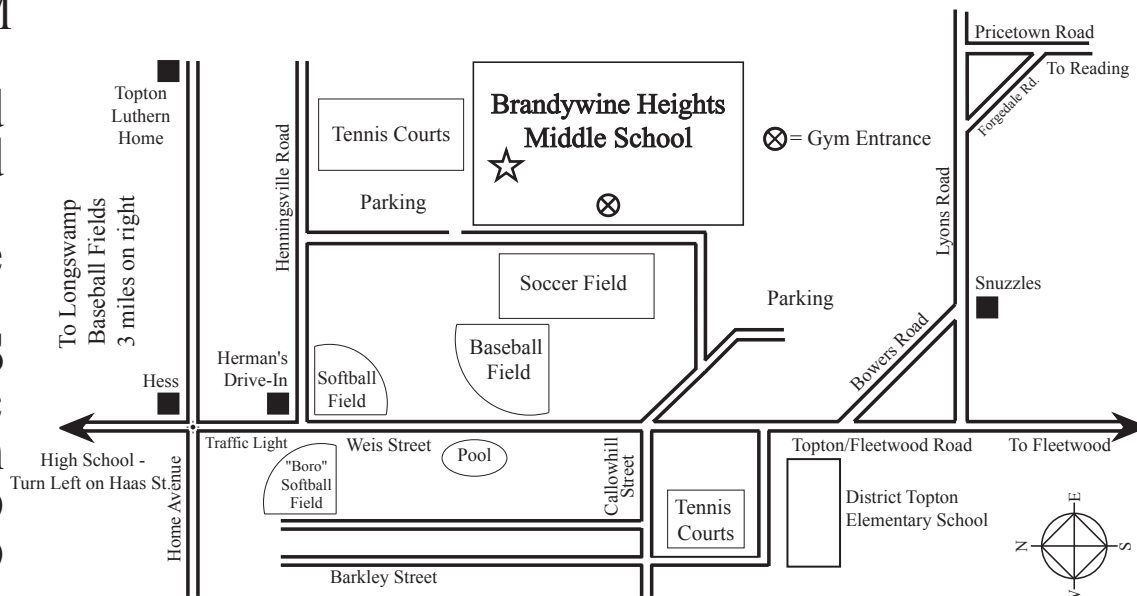 Pricetown Road
To Reading
Forgedale Rd.
Topton
Luthern
Home
Henningsville Road
Tennis Courts
Brandywine Heights
Middle School
= Gym Entrance
Parking
Lyons Road
To Longswamp
Baseball Fields
3 miles on right
Soccer Field
Parking
Snuzzles
Herman's
Drive-In
Baseball
Field
Bowers Road
Hess
Softball
Field
Traffic Light
Weis Street
Topton/Fleetwood Road
To Fleetwood
High School -
Turn Left on Haas St.
Home Avenue
"Boro"
Softball
Field
Pool
Callowhill
Street
Tennis
Courts
District Topton
Elementary School
Barkley Street
E
N
S
W